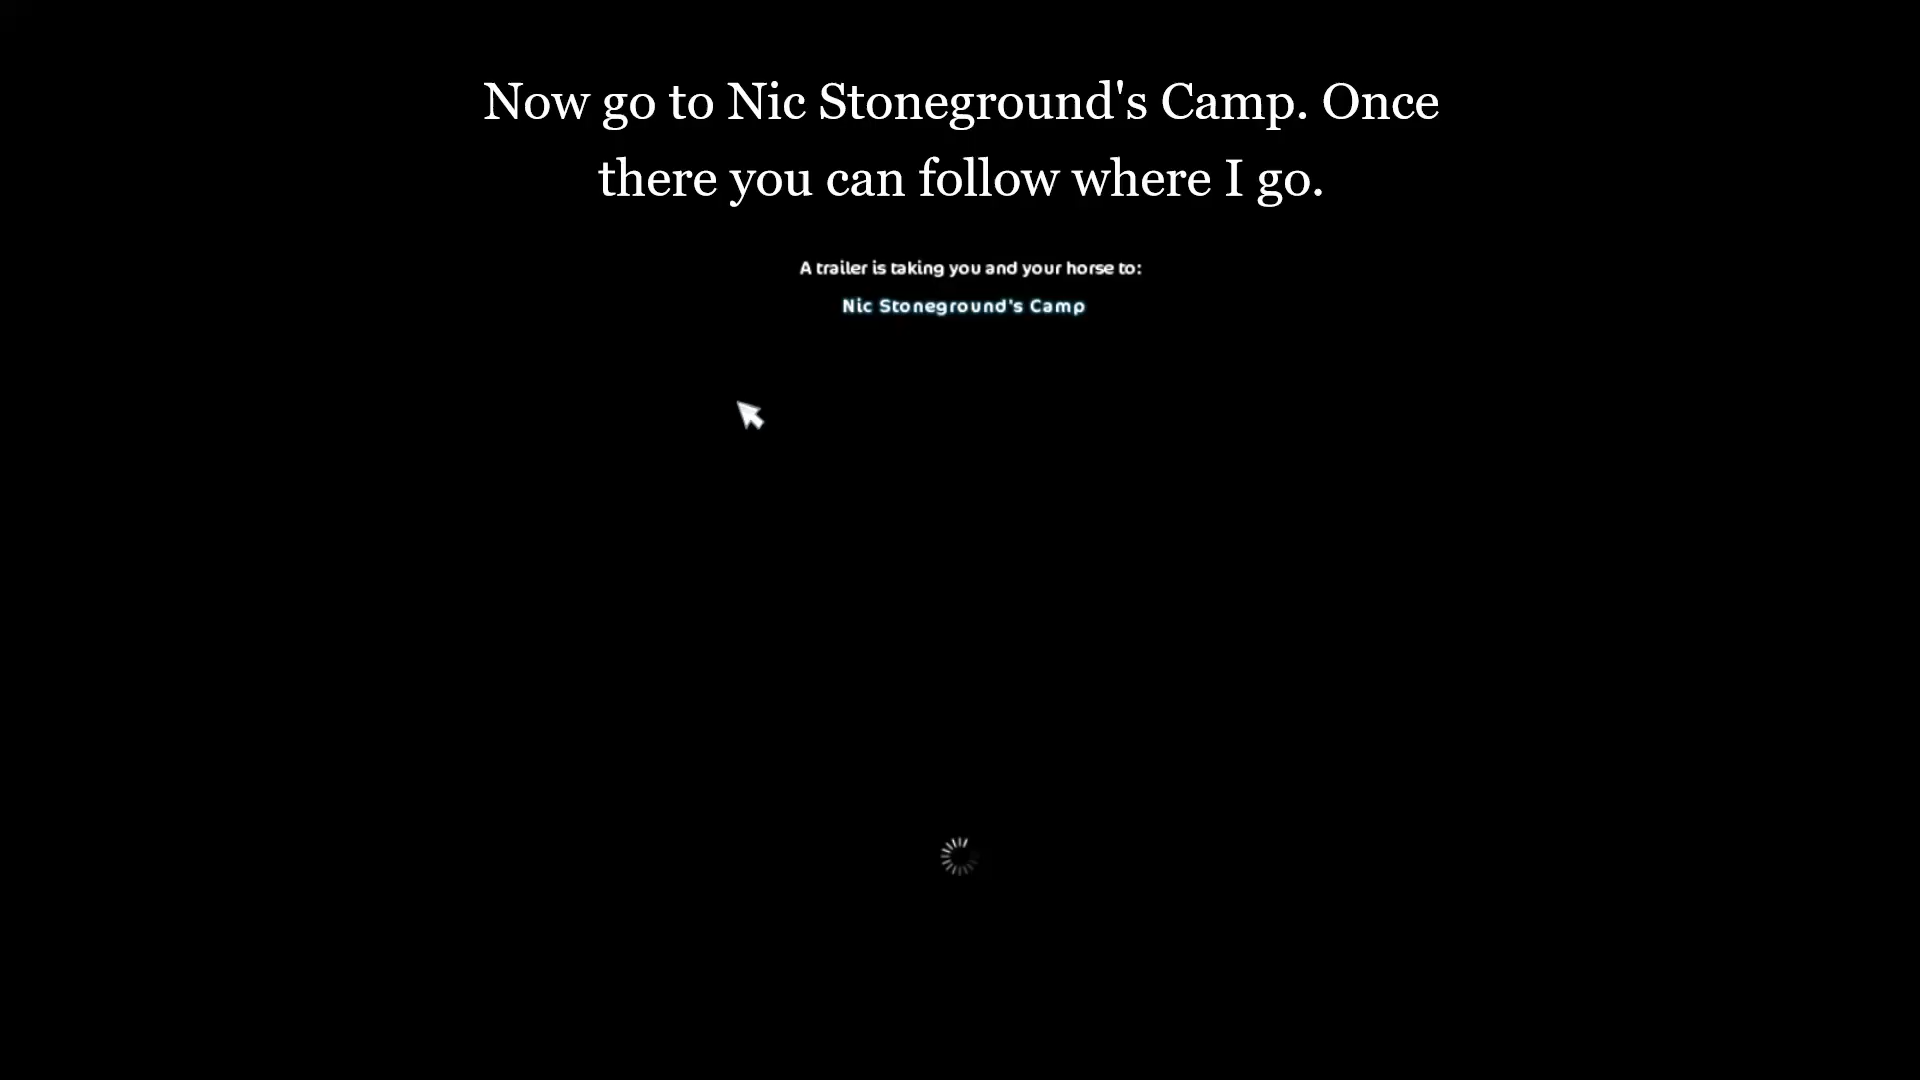 Now go to Nic Stoneground's Camp. Once
there you can follow where I go.
A trailer is taking you and your horse to:
Nic Stoneground's Camp